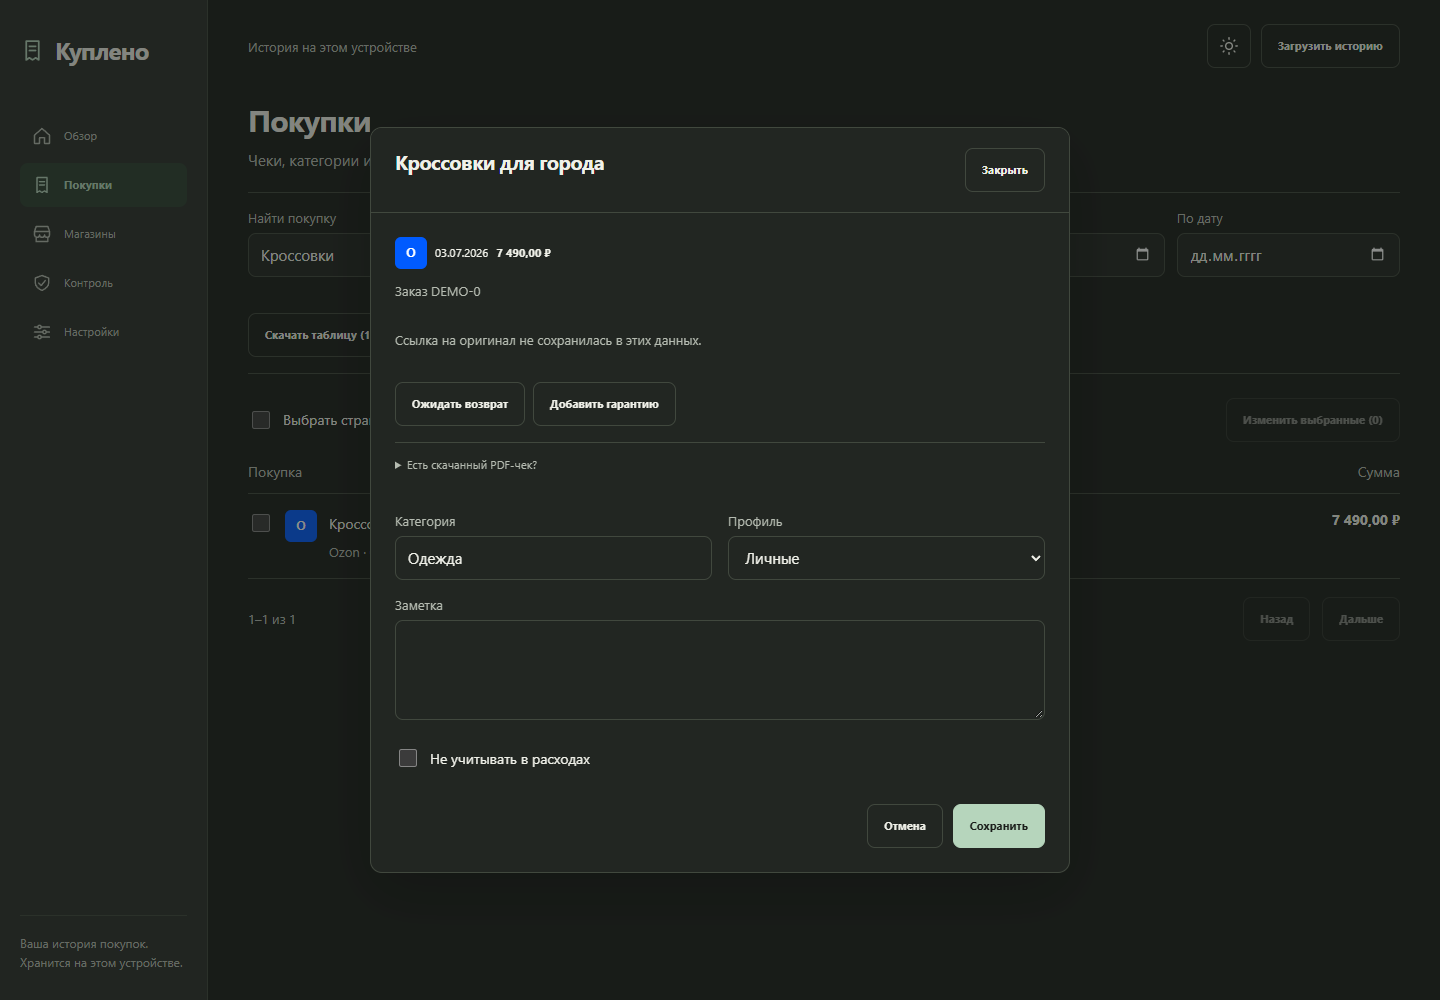 Куплено
Обзор
Покупки
Магазины
Контроль
Настройки
Ваша история покупок.
Хранится на этом устройстве.
История на этом устройстве
Загрузить историю
Покупки
Чеки, категории и
Найти покупку
Кроссовки
По дату
дд.мм.гггг
Скачать таблицу (1
Выбрать стра
Изменить выбранные (0)
Покупка
Сумма
О
Кроссо
Ozon ·
7 490,00 ₽
1–1 из 1
Назад
Дальше
Кроссовки для города
Закрыть
О 03.07.2026 7 490,00 ₽
Заказ DEMO-0
Ссылка на оригинал не сохранилась в этих данных.
Ожидать возврат
Добавить гарантию
Есть скачанный PDF-чек?
Категория
Профиль
Одежда
Личные
Заметка
Не учитывать в расходах
Отмена
Сохранить